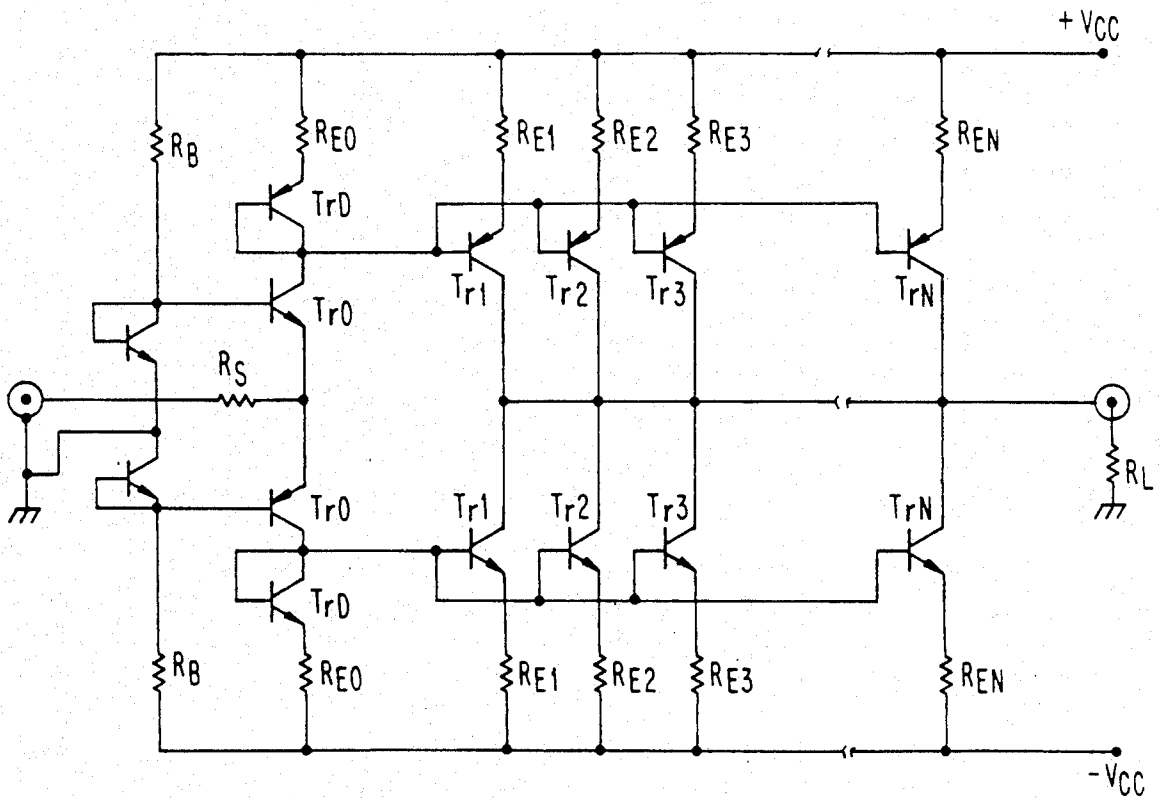 + VCC
RB
RE0
RE1
RE2
RE3
REN
TrD
Tr1
Tr2
Tr3
TrN
Tr0
RS
RL
Tr0
Tr1
Tr2
Tr3
TrN
TrD
RB
RE0
RE1
RE2
RE3
REN
-VCC